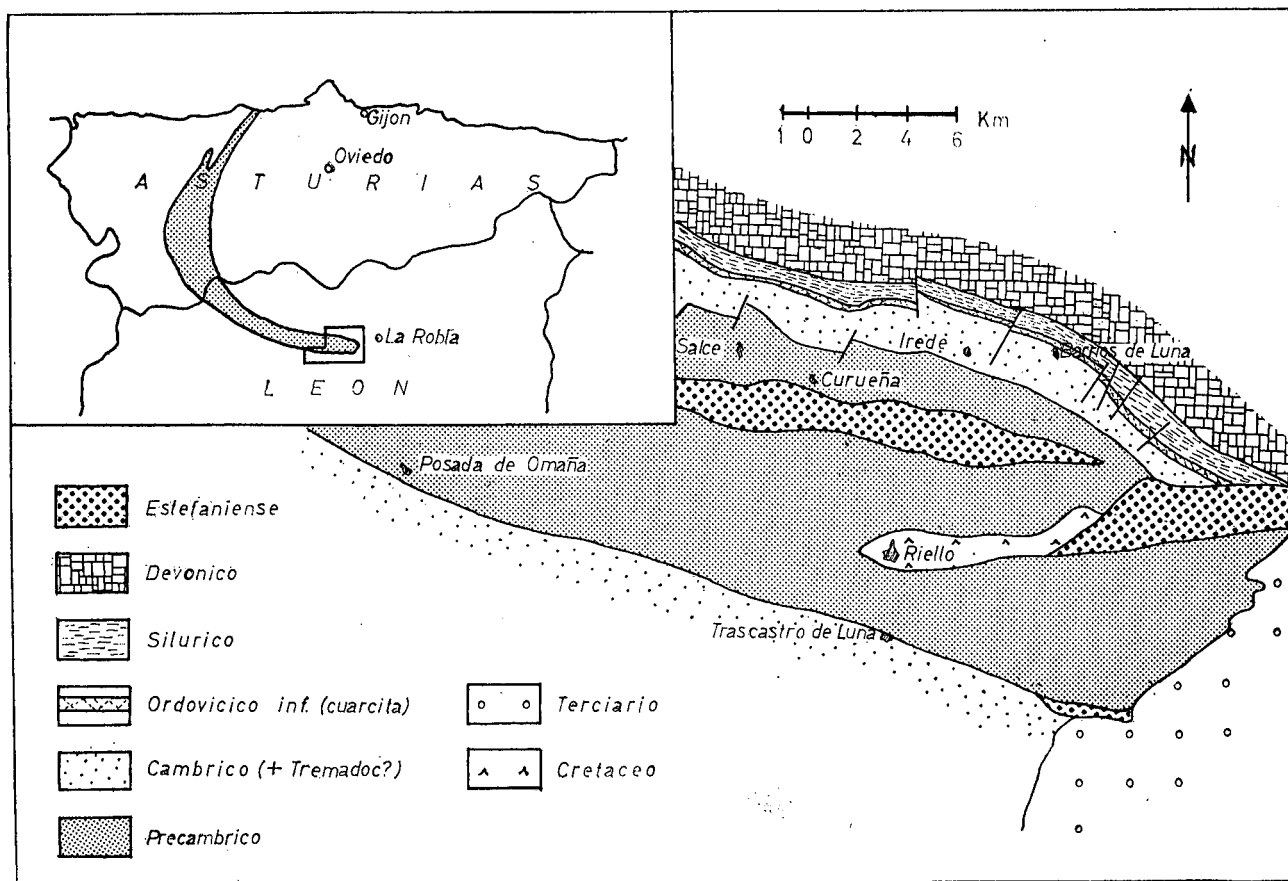 Gijon
Oviedo
A S T U R I A S
La Robla
L E O N
1 0 2 4 6 Km
N
Salce
Irede
Barrios de Luna
Curueña
Posada de Omaña
Riello
Trascastro de Luna
Estefaniense
Devonico
Silurico
Ordovicico inf. (cuarcita)
Cambrico (+ Tremadoc?)
Precambrico
Terciario
Cretaceo